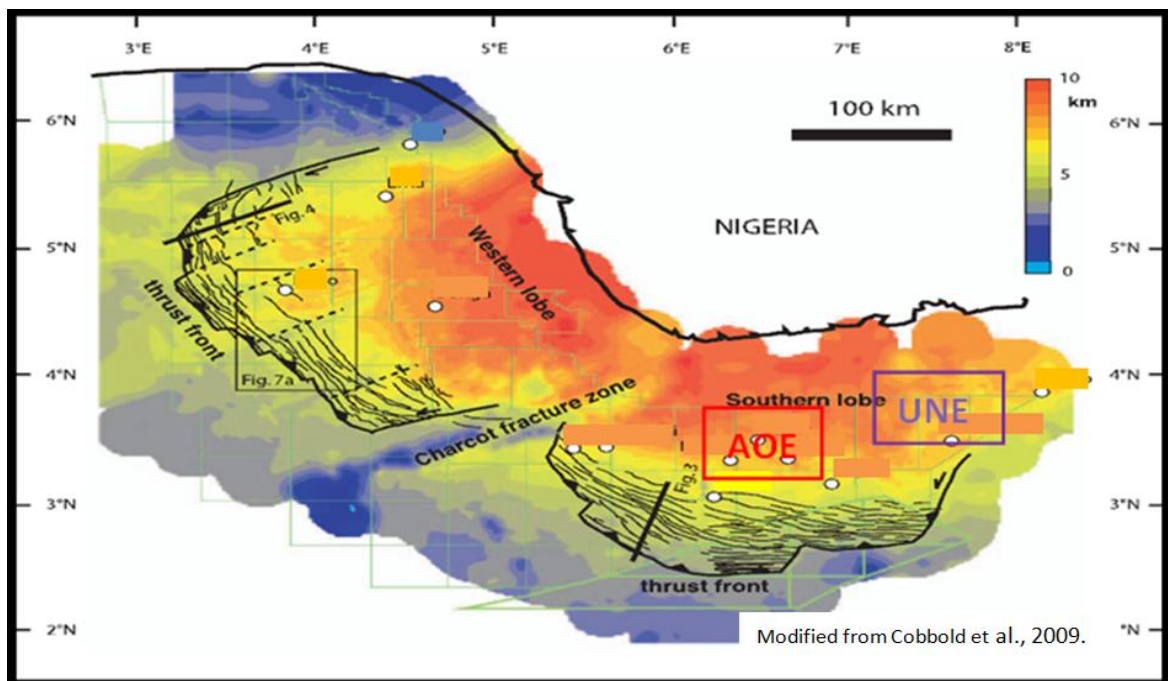 3°E 4°E 5°E 6°E 7°E 8°E
10
km
100 km
6°N 6°N
5
NIGERIA
5°N 5°N
0
Fig.4
Western lobe
thrust front
Fig. 7a
4°N 4°N
Southern lobe
UNE
AOE
Charcot fracture zone
Fig.3
3°N 3°N
thrust front
2°N °N
Modified from Cobbold et al., 2009.